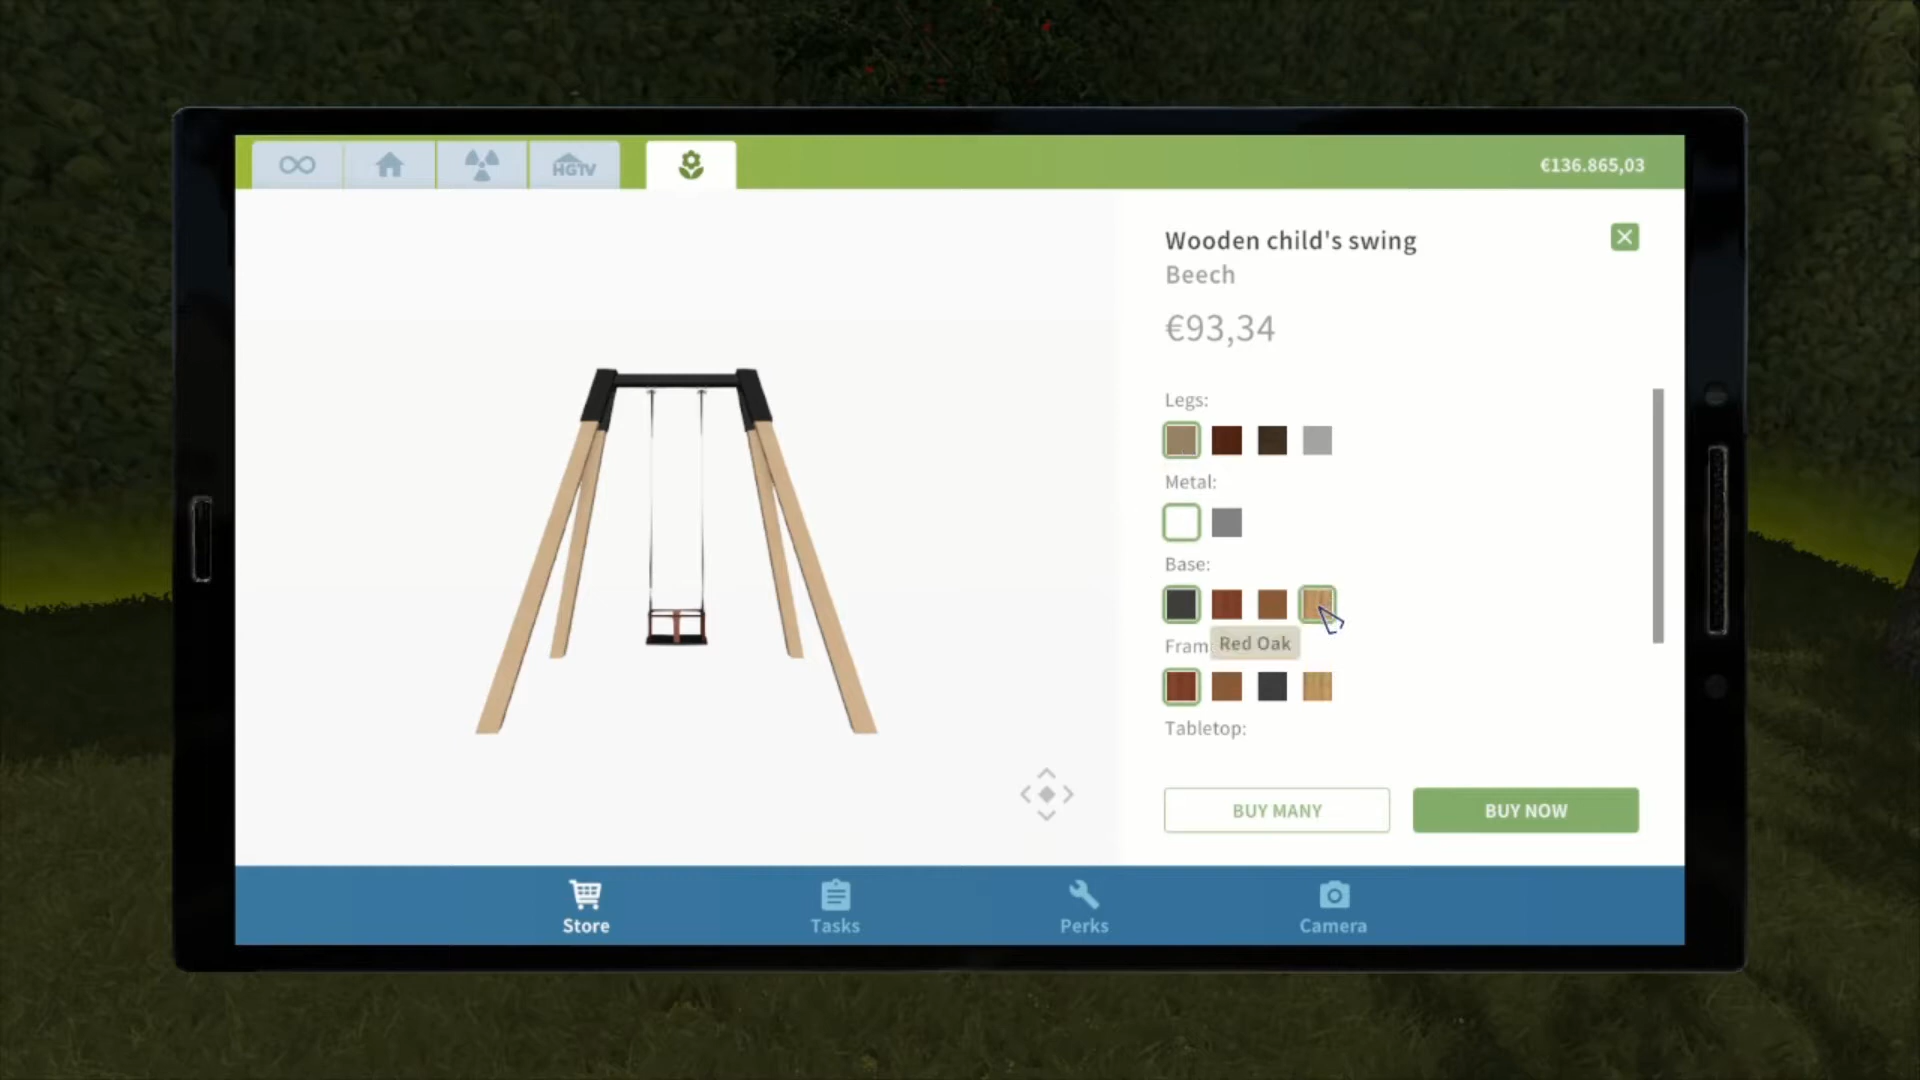 HGTV
€136.865,03
Wooden child's swing
Beech
€93,34
Legs:
Metal:
Base:
Fram
Red Oak
Tabletop:
BUY MANY
BUY NOW
Store
Tasks
Perks
Camera